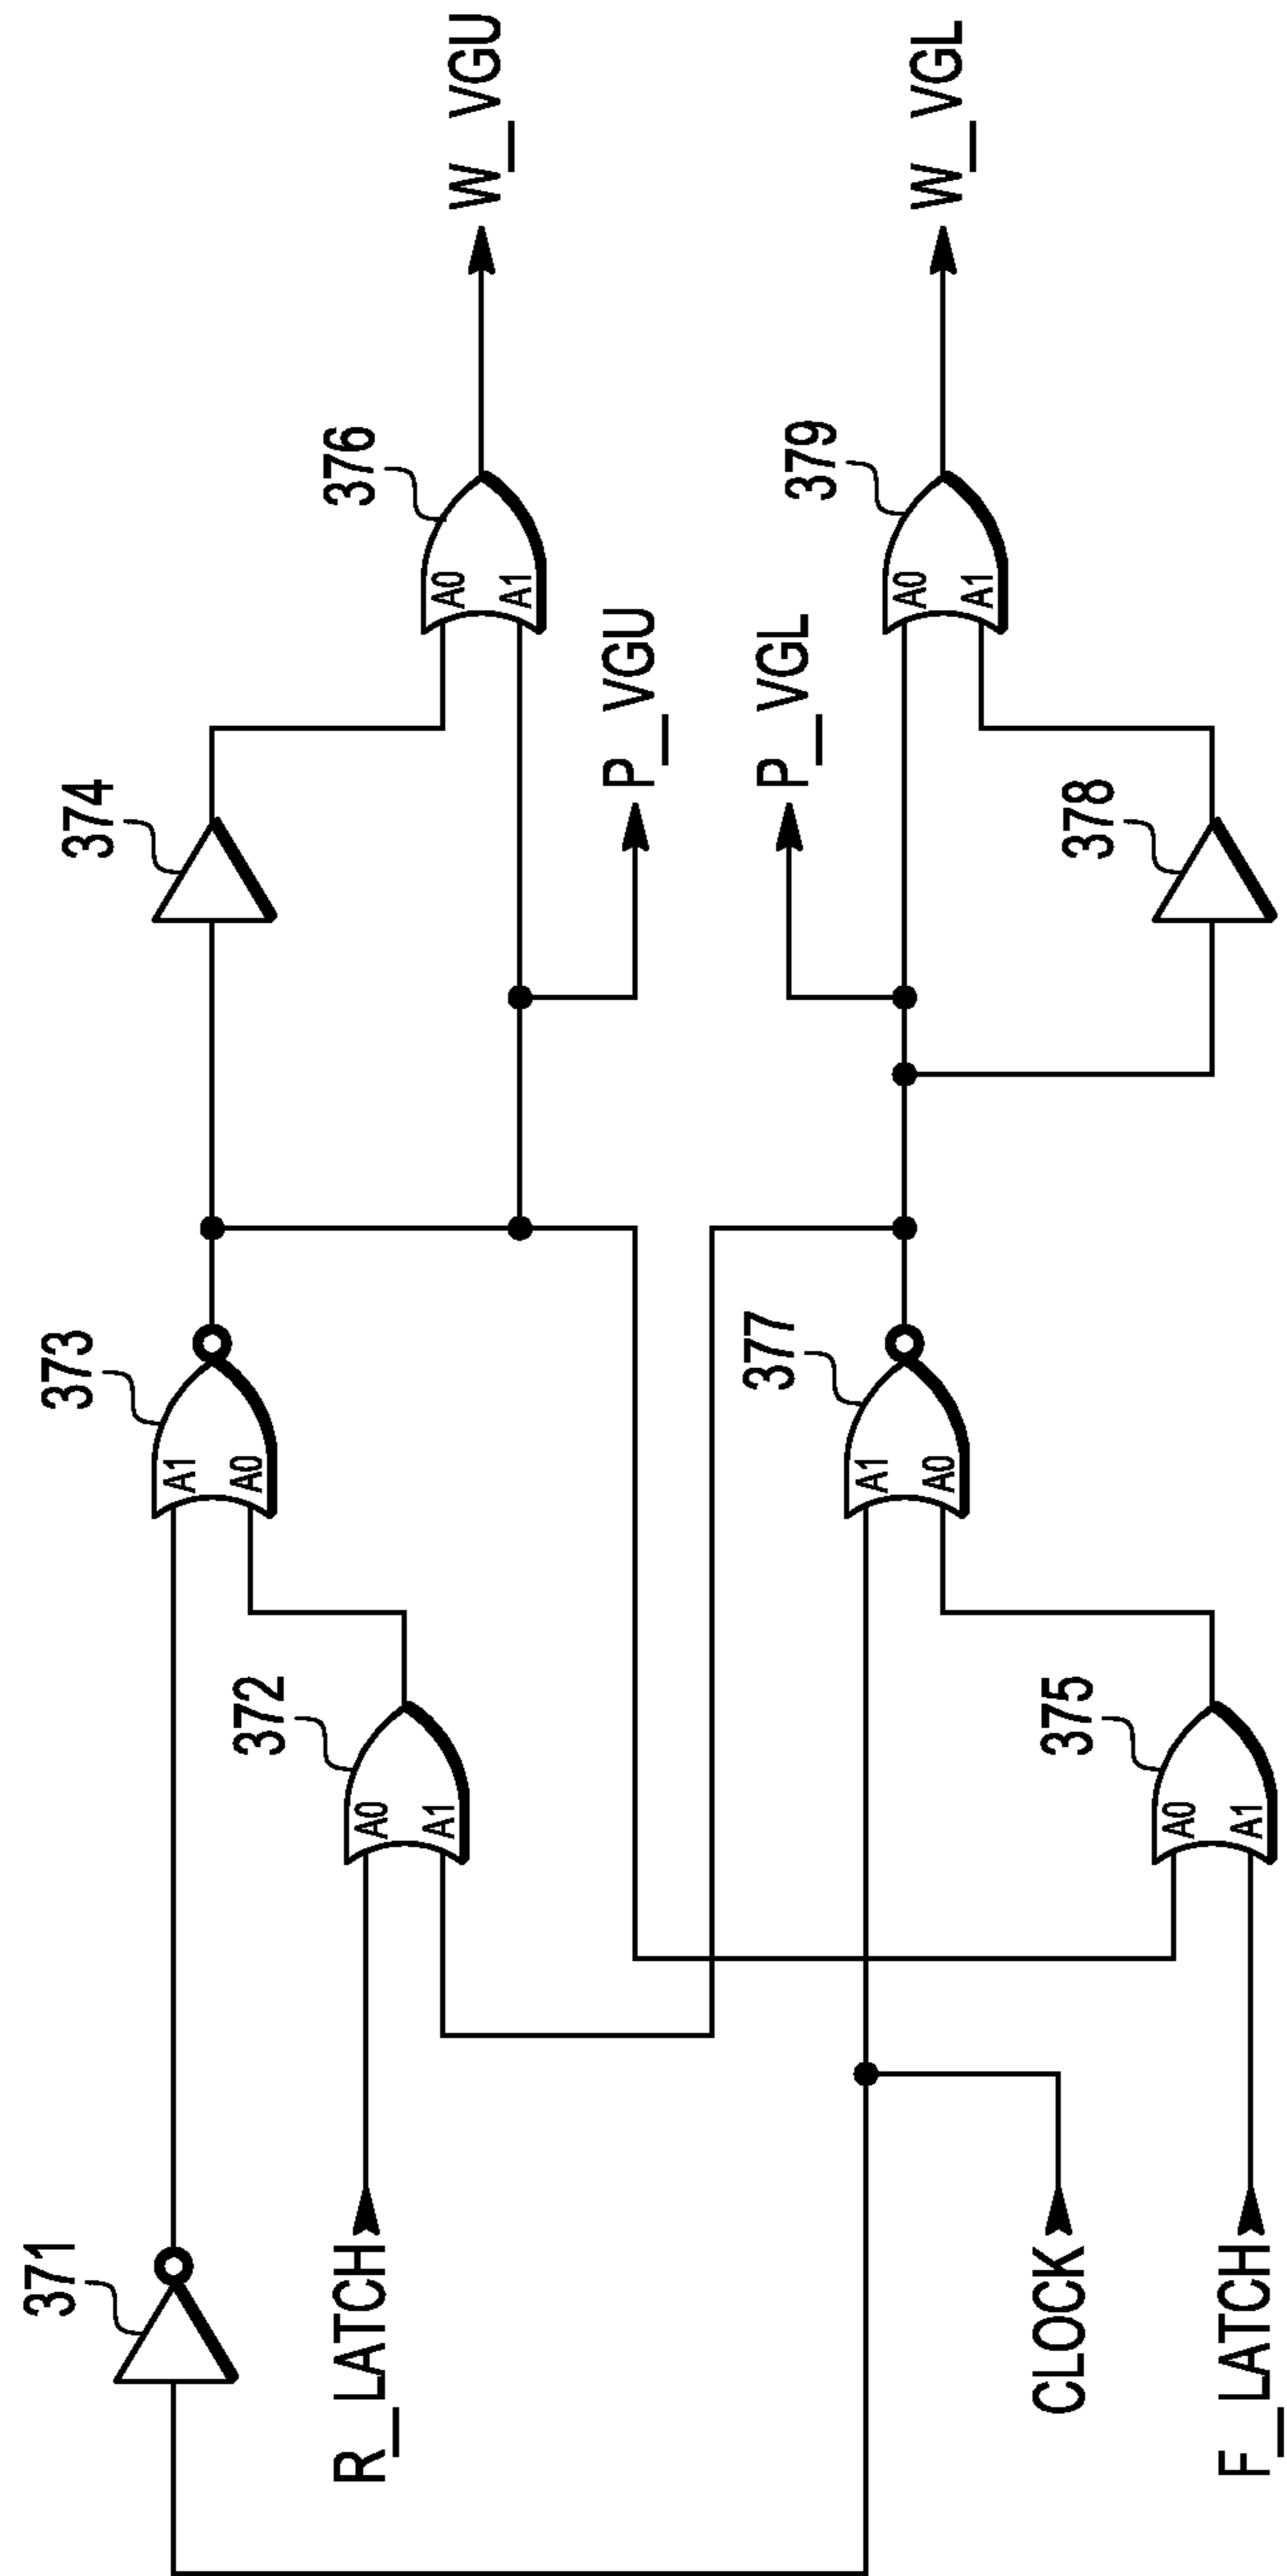 371
R_LATCH
CLOCK
F_LATCH
372
A0
A1
375
A0
A1
373
A1
A0
377
A1
A0
374
378
P_VGU
P_VGL
376
A0
A1
379
A0
A1
W_VGU
W_VGL